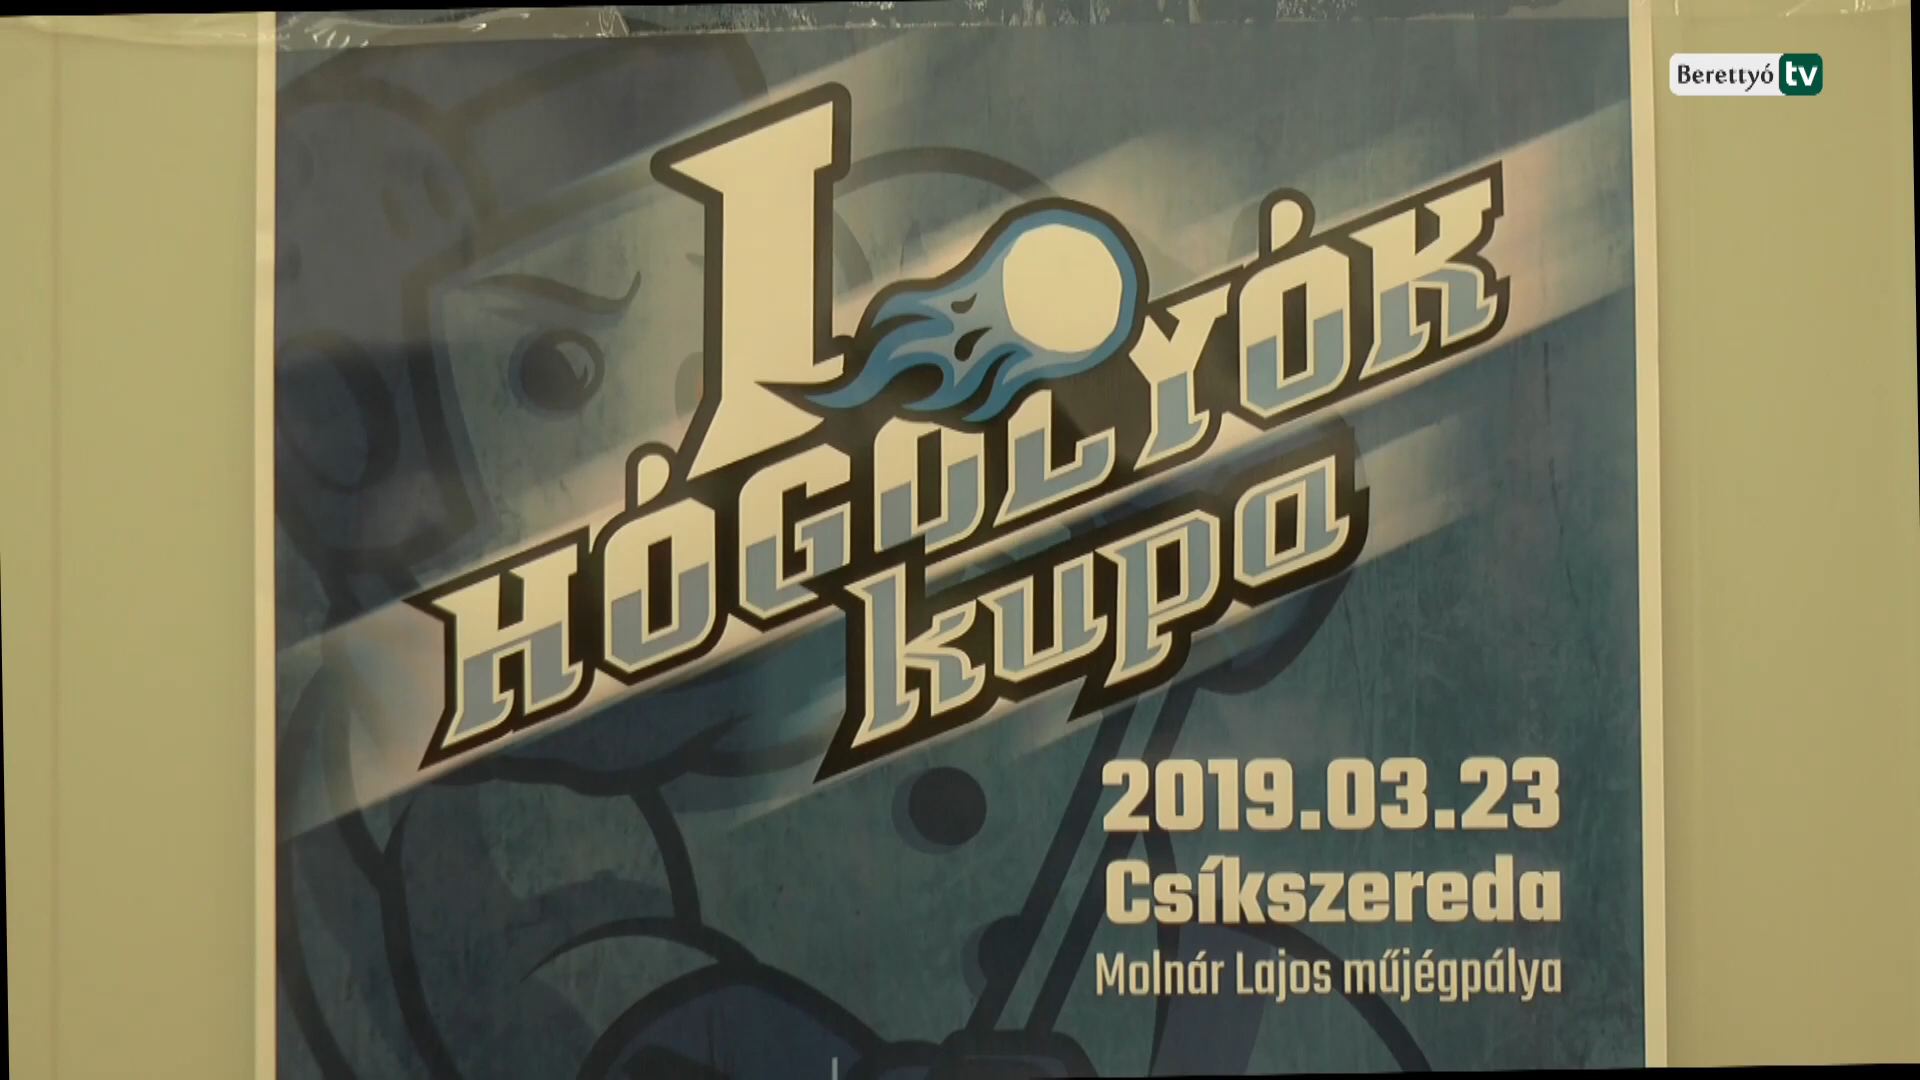 Berettyó tv
I.
HÓGOLYÓK
kupa
2019.03.23
Csíkszereda
Molnár Lajos műjégpálya